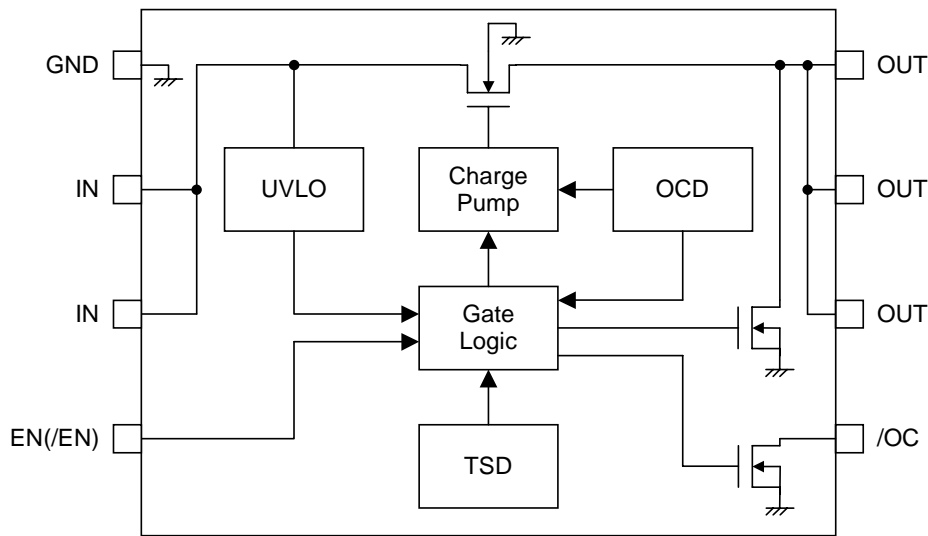 GND
OUT
IN
UVLO
Charge
Pump
OCD
OUT
IN
Gate
Logic
OUT
EN(/EN)
TSD
/OC